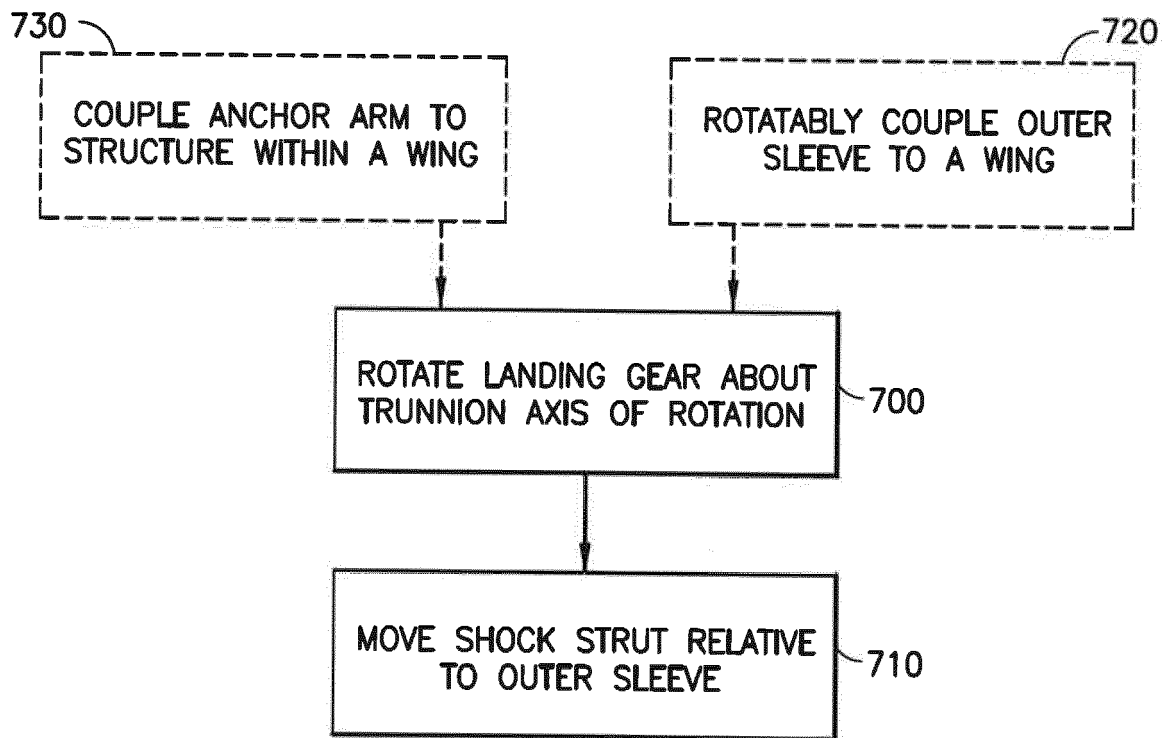 730
COUPLE ANCHOR ARM TO
STRUCTURE WITHIN A WING
720
ROTATABLY COUPLE OUTER
SLEEVE TO A WING
ROTATE LANDING GEAR ABOUT
TRUNNION AXIS OF ROTATION
700
MOVE SHOCK STRUT RELATIVE
TO OUTER SLEEVE
710